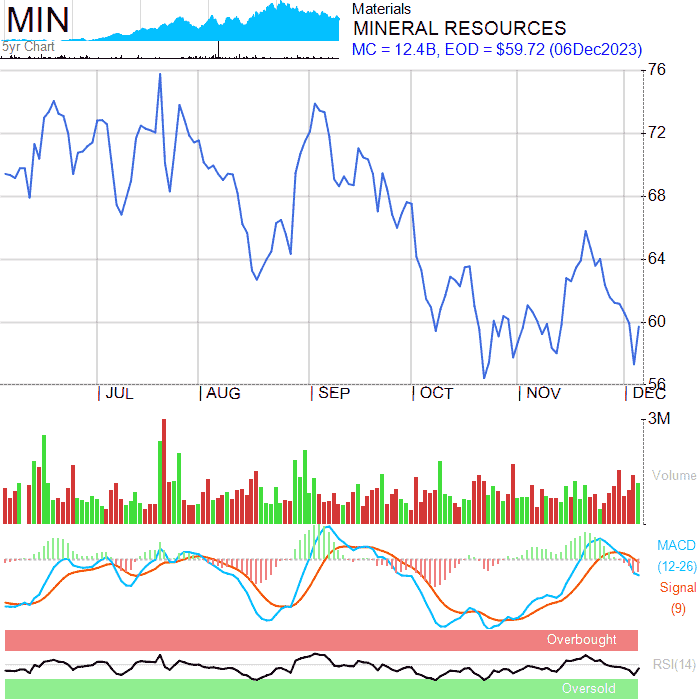 MIN
5yr Chart
Materials
MINERAL RESOURCES
MC = 12.4B, EOD = $59.72 (06Dec2023)
76
72
68
64
60
56
JUL AUG SEP OCT NOV DEC
3M
Volume
MACD
(12-26)
Signal
(9)
Overbought
RSI(14)
Oversold